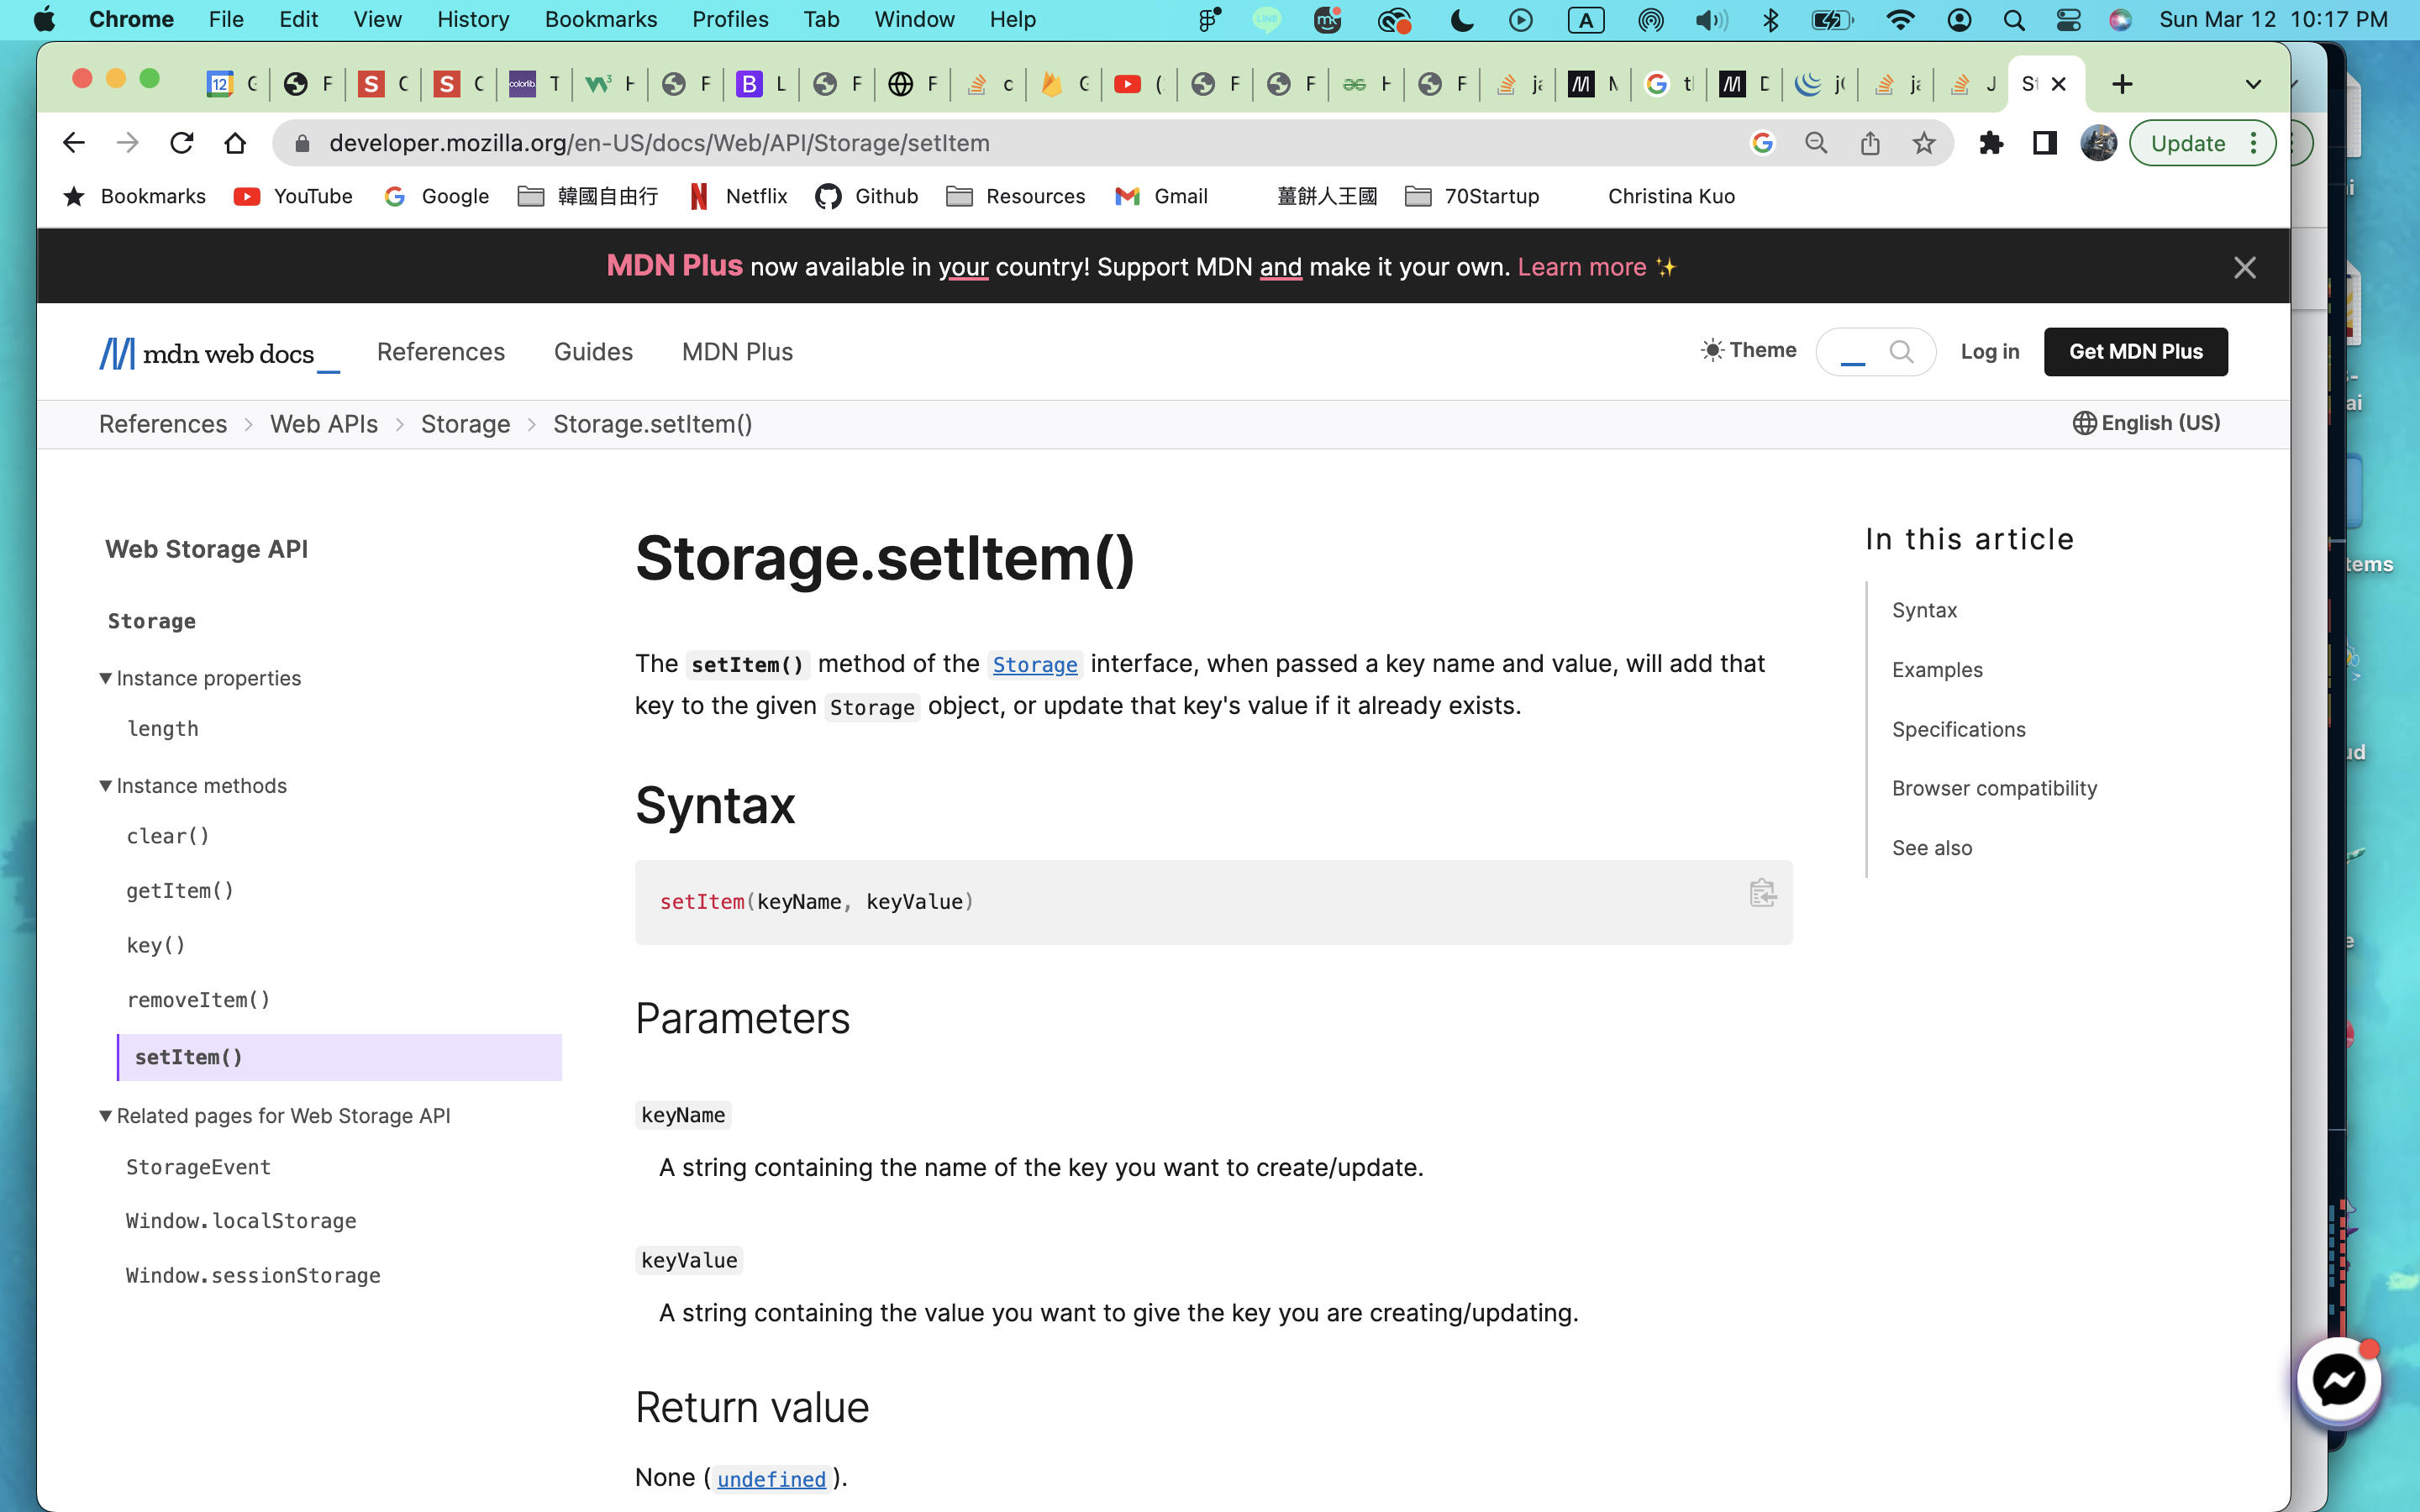 Chrome File Edit View History Bookmarks Profiles Tab Window Help LINE A Sun Mar 12 10:17 PM
12 G F S C S C colorlib. T H F B L F F c G ( F F H F ja M tl D jQ ja J St
developer.mozilla.org/en-US/docs/Web/API/Storage/setItem Update
Bookmarks YouTube Google 韓國自由行 Netflix Github Resources Gmail 薑餅人王國 70Startup Christina Kuo
MDN Plus now available in your country! Support MDN and make it your own. Learn more ✨
mdn web docs_ References Guides MDN Plus Theme Log in Get MDN Plus
References > Web APIs > Storage > Storage.setItem() English (US)
Web Storage API
Storage
Instance properties
length
Instance methods
clear()
getItem()
key()
removeItem()
setItem()
Related pages for Web Storage API
StorageEvent
Window.localStorage
Window.sessionStorage
Storage.setItem()
The setItem() method of the Storage interface, when passed a key name and value, will add that
key to the given Storage object, or update that key's value if it already exists.
Syntax
setItem(keyName, keyValue)
Parameters
keyName
A string containing the name of the key you want to create/update.
keyValue
A string containing the value you want to give the key you are creating/updating.
Return value
None (undefined).
In this article
Syntax
Examples
Specifications
Browser compatibility
See also